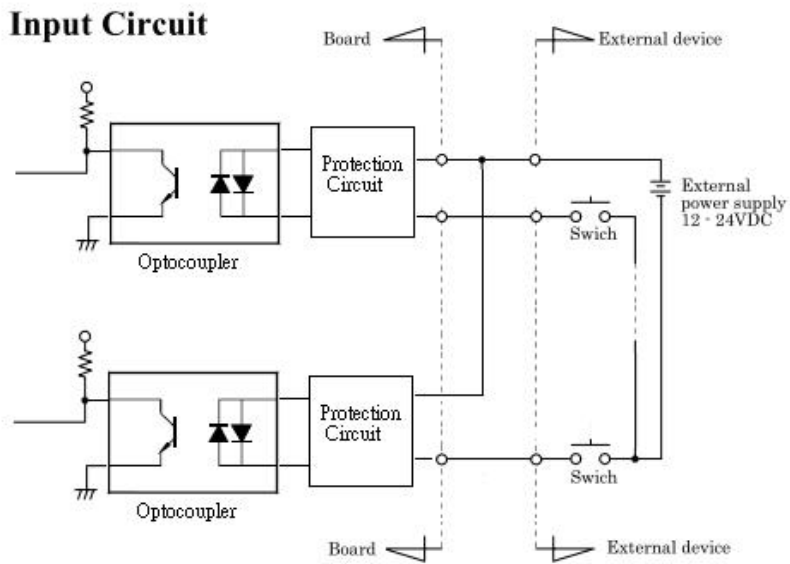 Input Circuit
Board
External device
Protection
Circuit
External
power supply
12 - 24VDC
Swich
Optocoupler
Protection
Circuit
Swich
Optocoupler
Board
External device